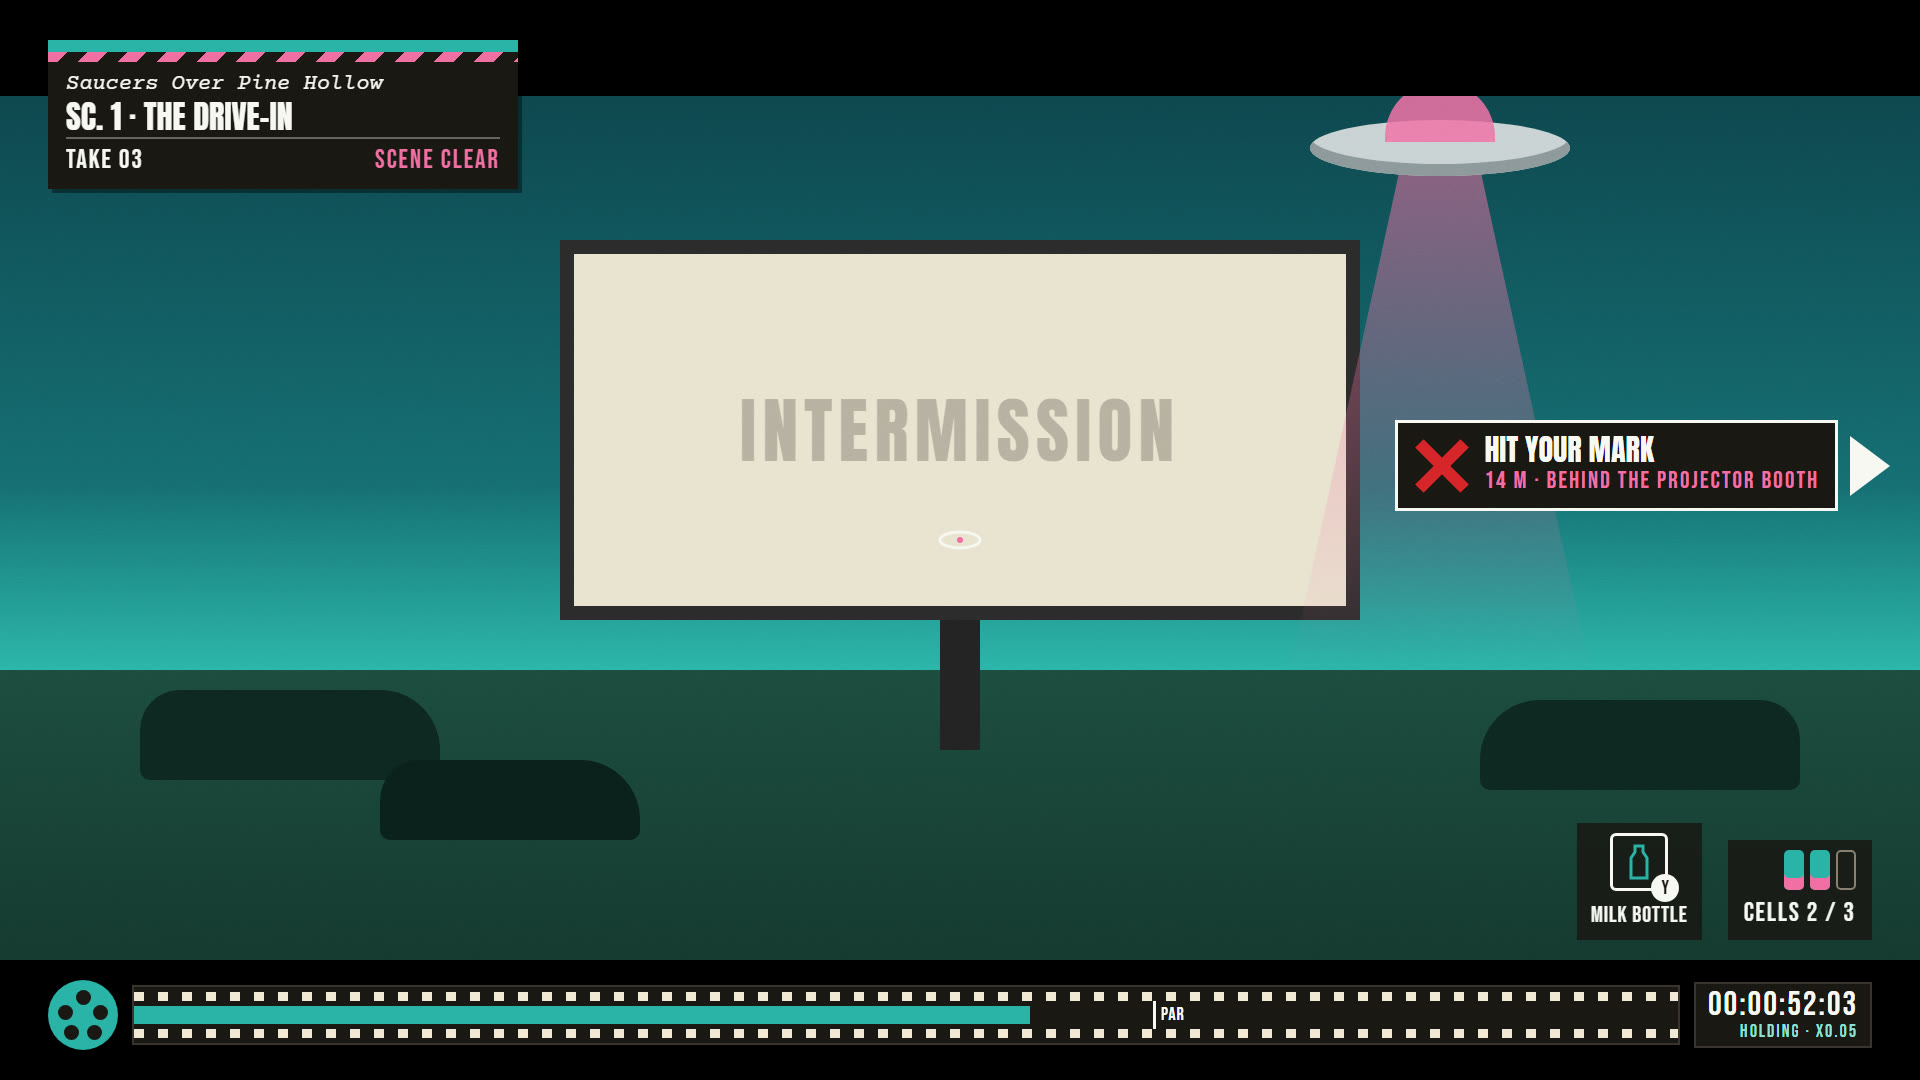 Saucers Over Pine Hollow
SC. 1 · THE DRIVE-IN
TAKE 03 SCENE CLEAR
INTERMISSION
HIT YOUR MARK
14 M · BEHIND THE PROJECTOR BOOTH
Y
MILK BOTTLE
CELLS 2 / 3
PAR
00:00:52:03
HOLDING · X0.05